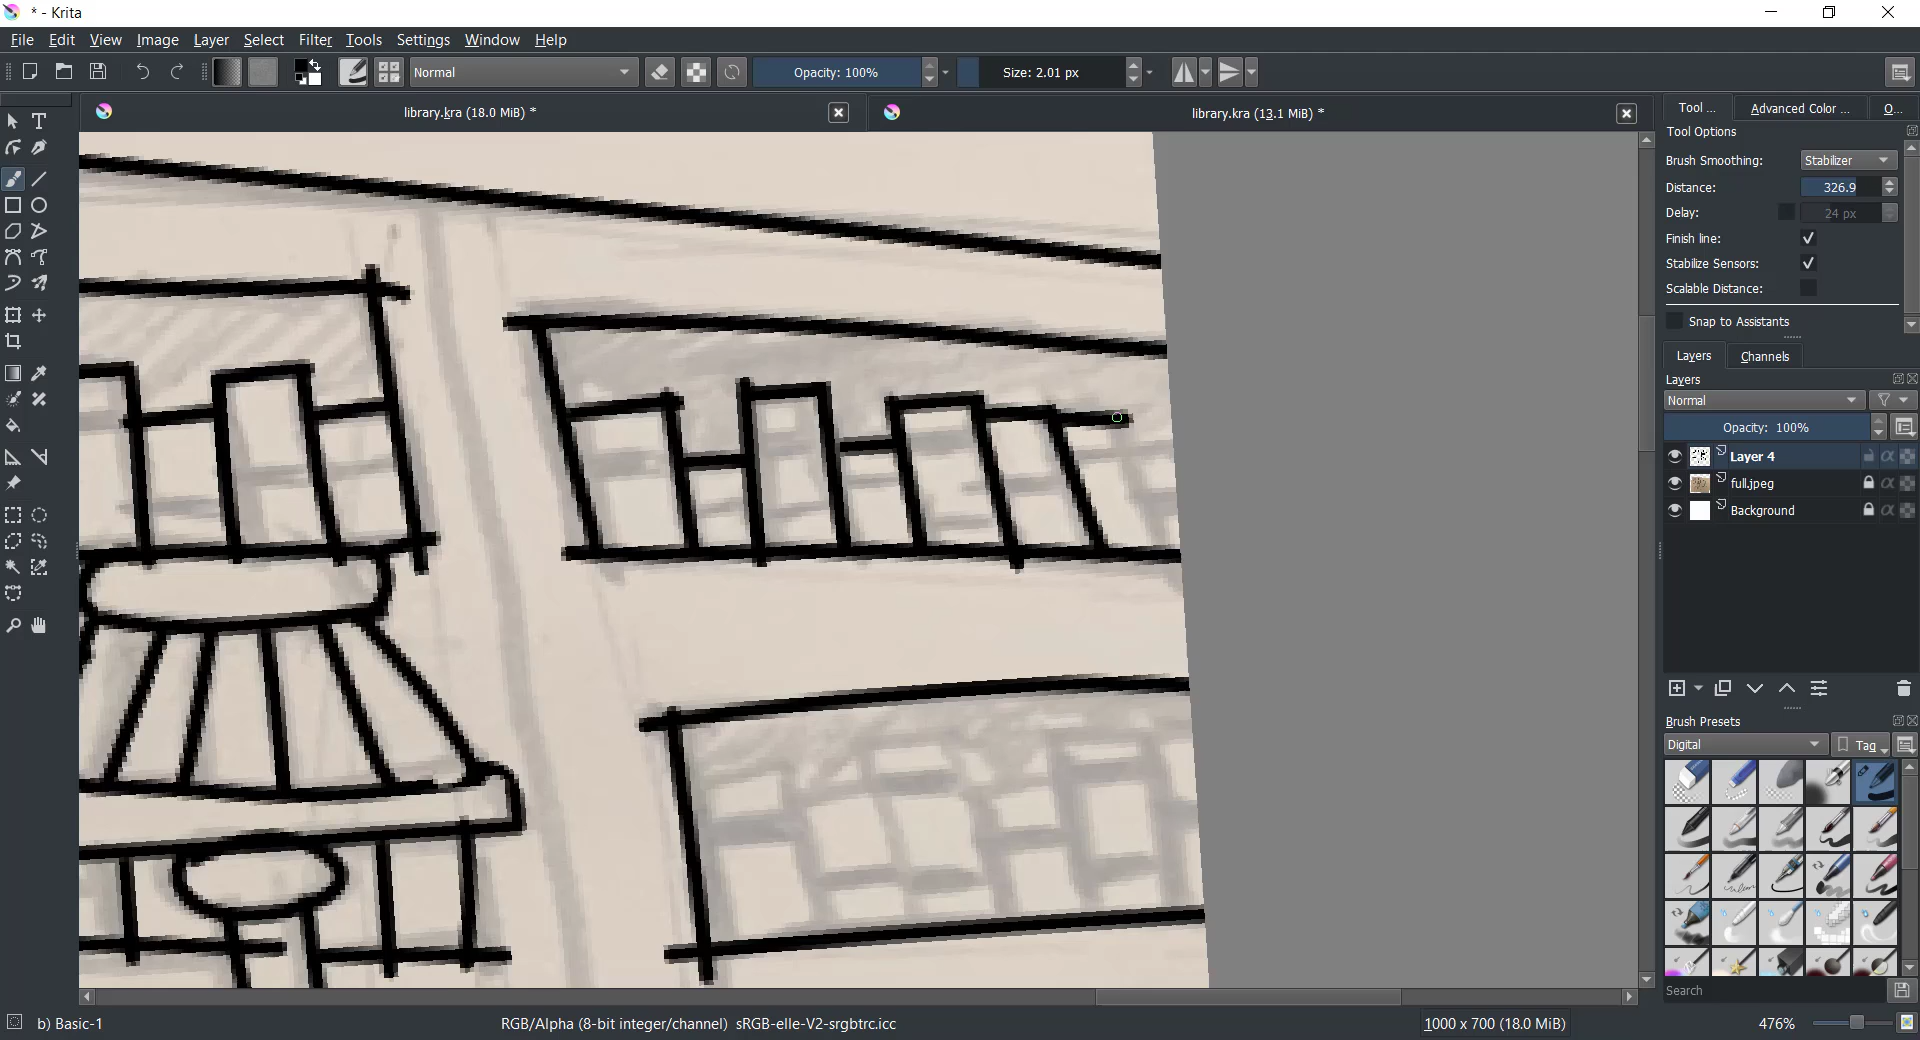 * - Krita
File Edit View Image Layer Select Filter Tools Settings Window Help
Normal Opacity: 100% Size: 2.01 px
library.kra (18.0 MiB) * library.kra (13.1 MiB) *
Tool ... Advanced Color ... O...
Tool Options
Brush Smoothing: Stabilizer
Distance: 326.9
Delay: 24 px
Finish line:
Stabilize Sensors:
Scalable Distance:
Snap to Assistants
Layers Channels
Layers
Normal
Opacity: 100%
Layer 4
full.jpeg
Background
Brush Presets
Digital Tag
Search
b) Basic-1 RGB/Alpha (8-bit integer/channel) sRGB-elle-V2-srgbtrc.icc 1000 x 700 (18.0 MiB) 476%